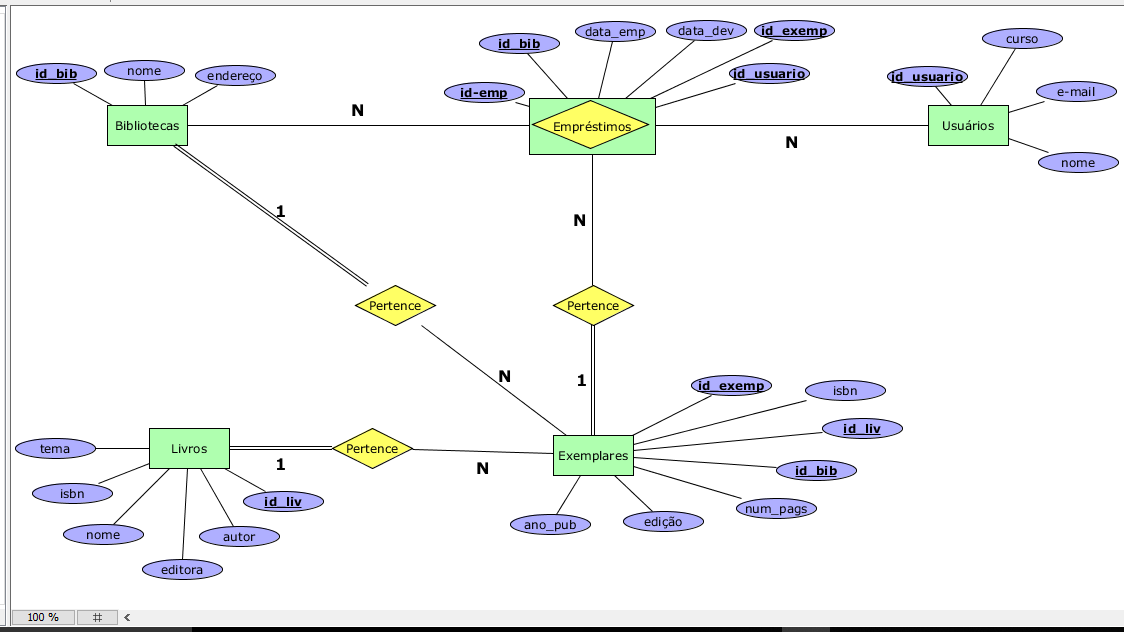 data_emp
data_dev
id_exemp
id_bib
curso
id_bib
nome
endereço
id_usuario
id_usuario
id-emp
e-mail
N
Bibliotecas
Empréstimos
Usuários
N
nome
1
N
Pertence
Pertence
N
1
id_exemp
isbn
id_liv
tema
Livros
Pertence
Exemplares
1
N
id_bib
isbn
id_liv
num_pags
nome
autor
ano_pub
edição
editora
100 %